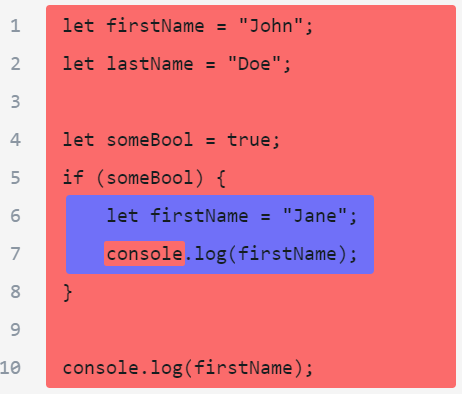 1 let firstName = "John";
2 let lastName = "Doe";
3
4 let someBool = true;
5 if (someBool) {
6     let firstName = "Jane";
7     console.log(firstName);
8 }
9
10 console.log(firstName);